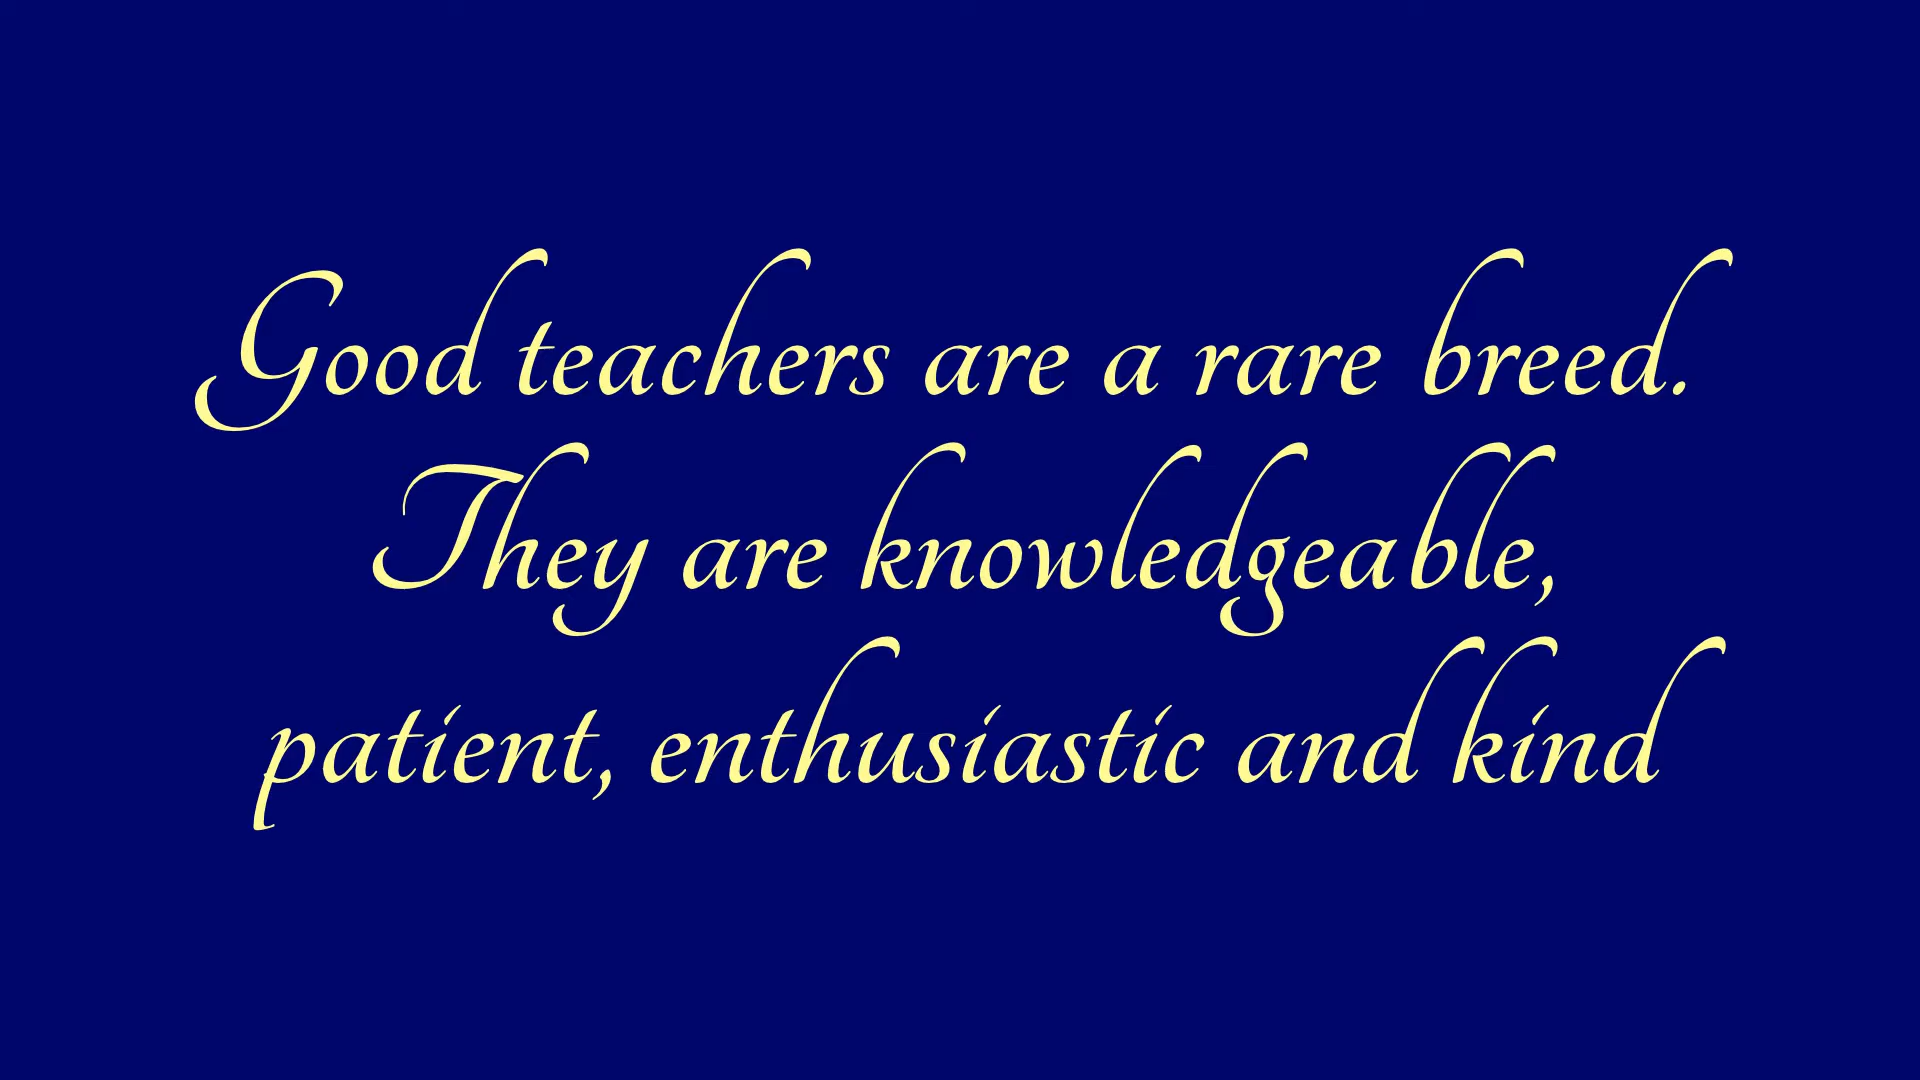 Good teachers are a rare breed.
They are knowledgeable,
patient, enthusiastic and kind